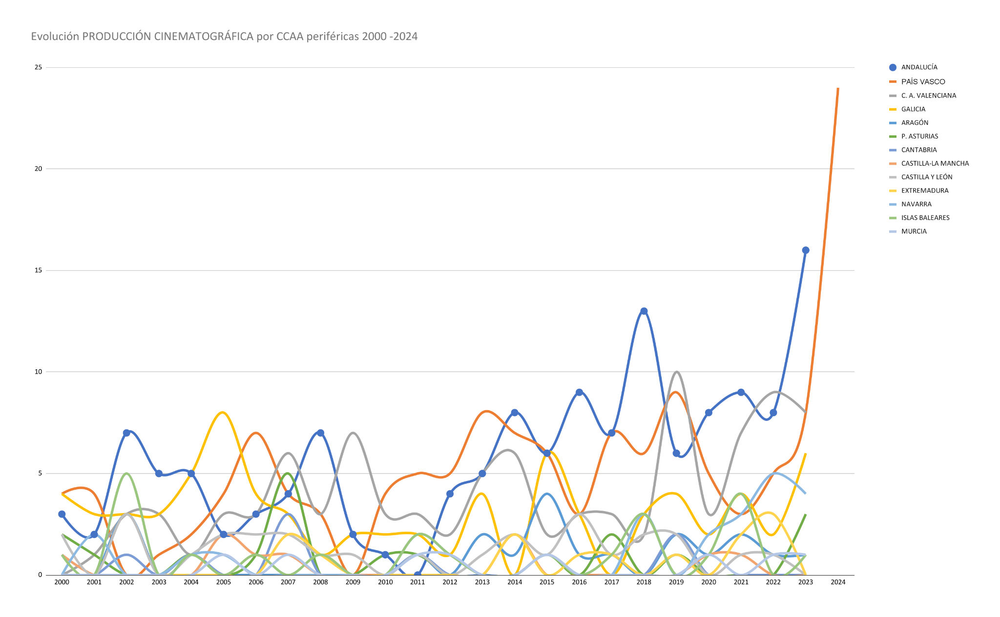 Evolución PRODUCCIÓN CINEMATOGRÁFICA por CCAA periféricas 2000 -2024
25
20
15
10
5
0
2000 2001 2002 2003 2004 2005 2006 2007 2008 2009 2010 2011 2012 2013 2014 2015 2016 2017 2018 2019 2020 2021 2022 2023 2024
ANDALUCÍA
PAÍS VASCO
C. A. VALENCIANA
GALICIA
ARAGÓN
P. ASTURIAS
CANTABRIA
CASTILLA-LA MANCHA
CASTILLA Y LEÓN
EXTREMADURA
NAVARRA
ISLAS BALEARES
MURCIA